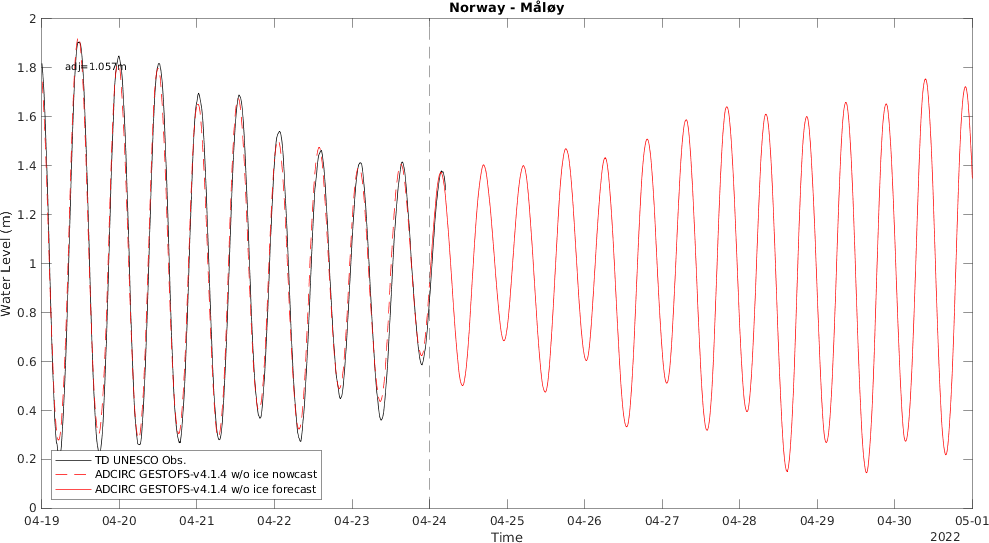 Norway - Måløy
2
1.8
1.6
1.4
1.2
1
0.8
0.6
0.4
0.2
0
Water Level (m)
adj=1.057m
TD UNESCO Obs.
ADCIRC GESTOFS-v4.1.4 w/o ice nowcast
ADCIRC GESTOFS-v4.1.4 w/o ice forecast
04-19 04-20 04-21 04-22 04-23 04-24 04-25 04-26 04-27 04-28 04-29 04-30 05-01
Time
2022